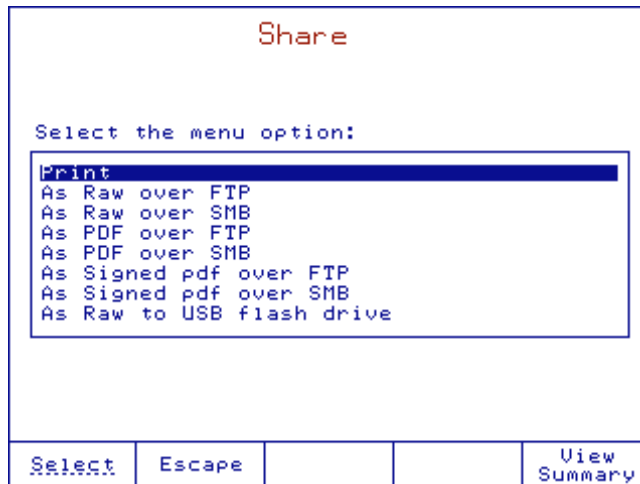 Share
Select the menu option:
Print
As Raw over FTP
As Raw over SMB
As PDF over FTP
As PDF over SMB
As Signed pdf over FTP
As Signed pdf over SMB
As Raw to USB flash drive
Select
Escape
View
Summary